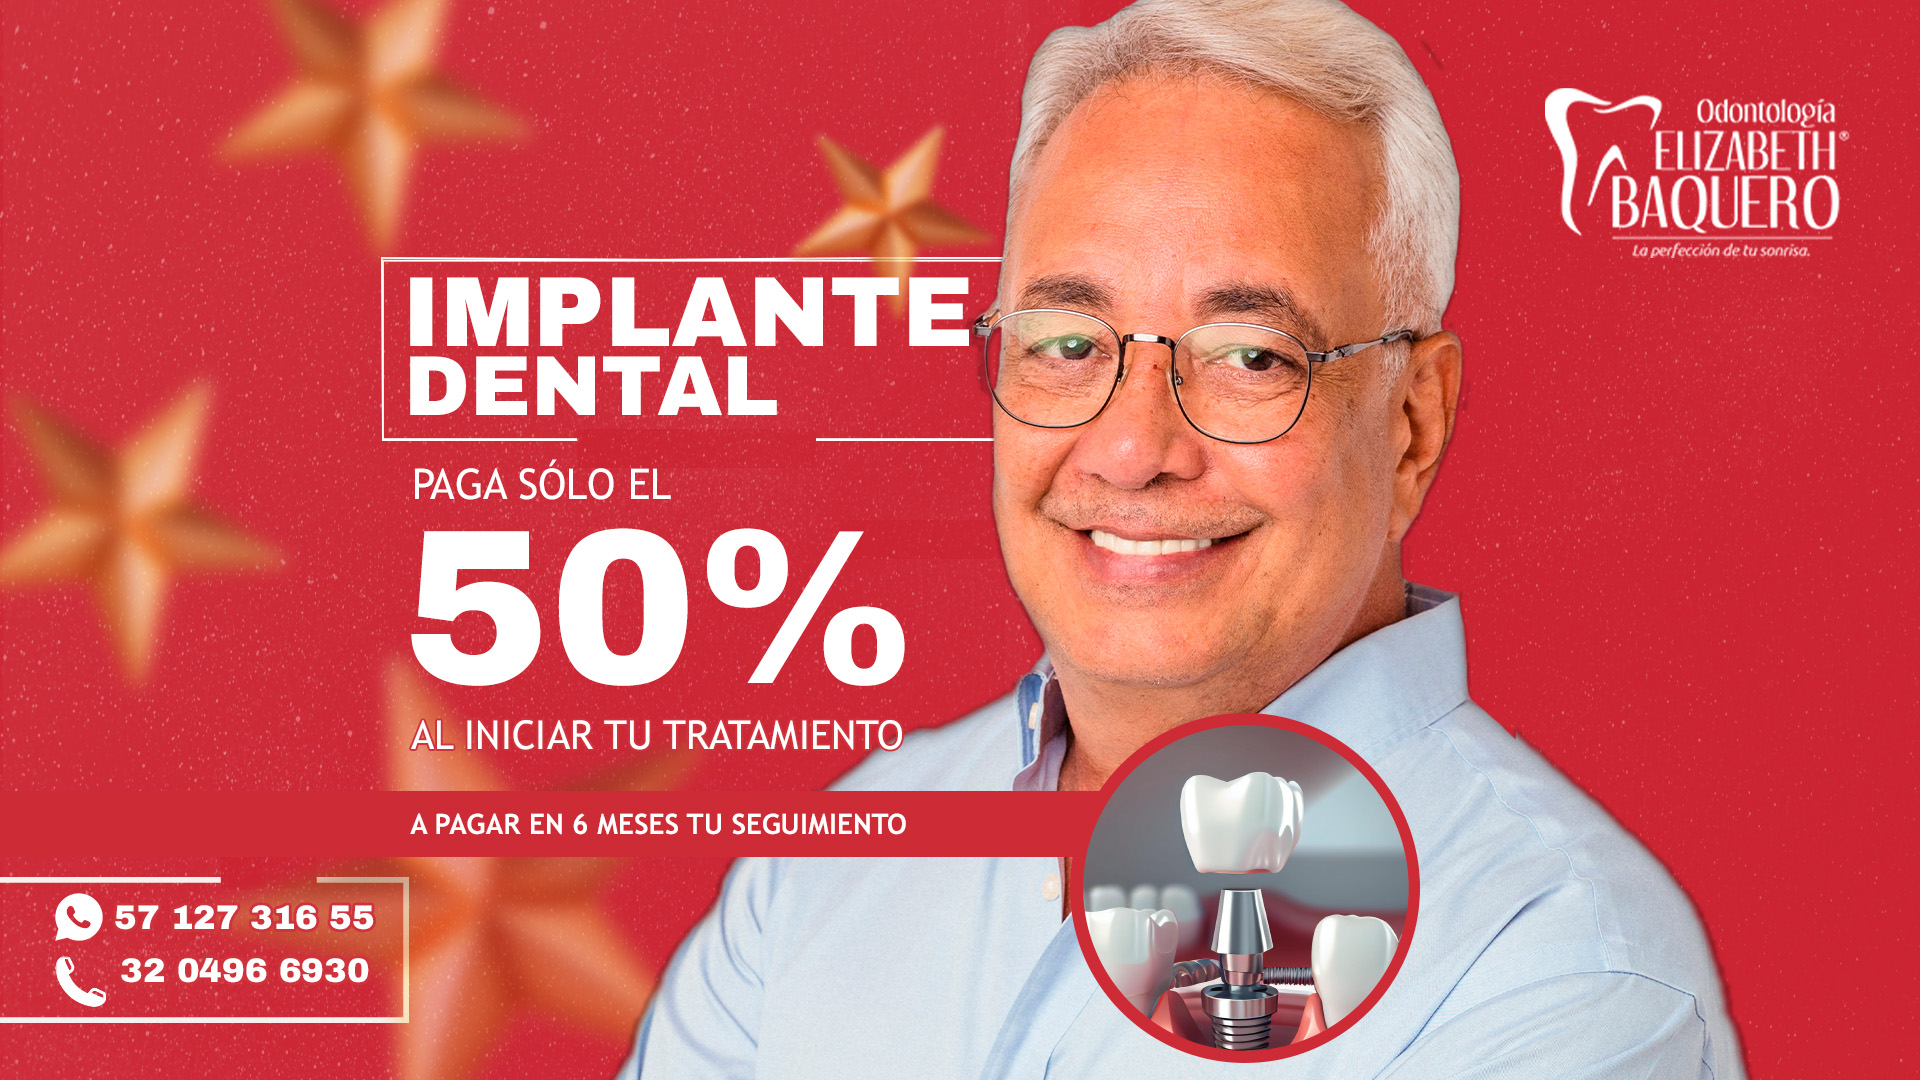 Odontología
ELIZABETH®
BAQUERO
La perfección de tu sonrisa.
IMPLANTE
DENTAL
PAGA SÓLO EL
50%
AL INICIAR TU TRATAMIENTO
A PAGAR EN 6 MESES TU SEGUIMIENTO
57 127 316 55
32 0496 6930